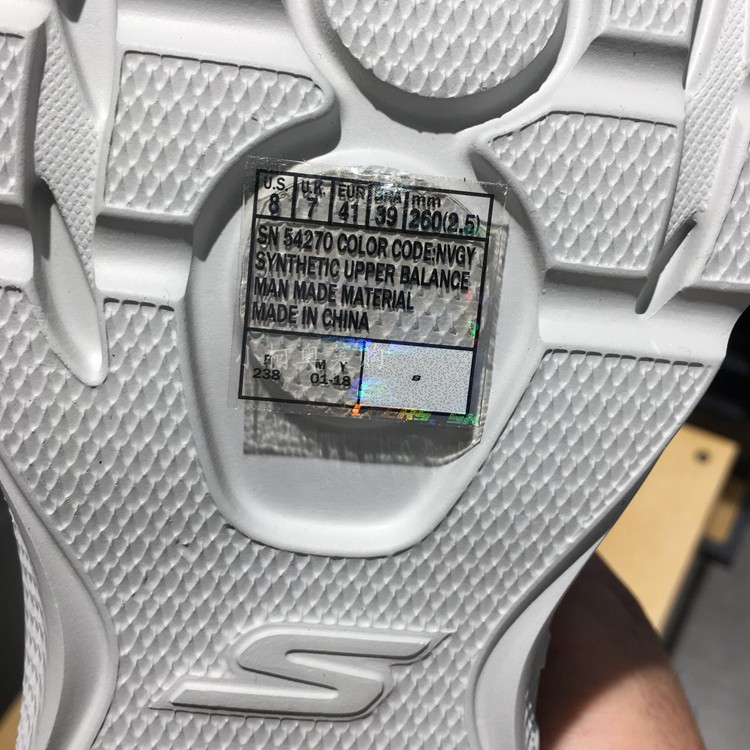 U.S. U.K. EUR CHN mm
8 7 41 39 260(2.5)
SN 54270 COLOR CODE:NVGY
SYNTHETIC UPPER BALANCE
MAN MADE MATERIAL
MADE IN CHINA
F M Y
238 01-18
S